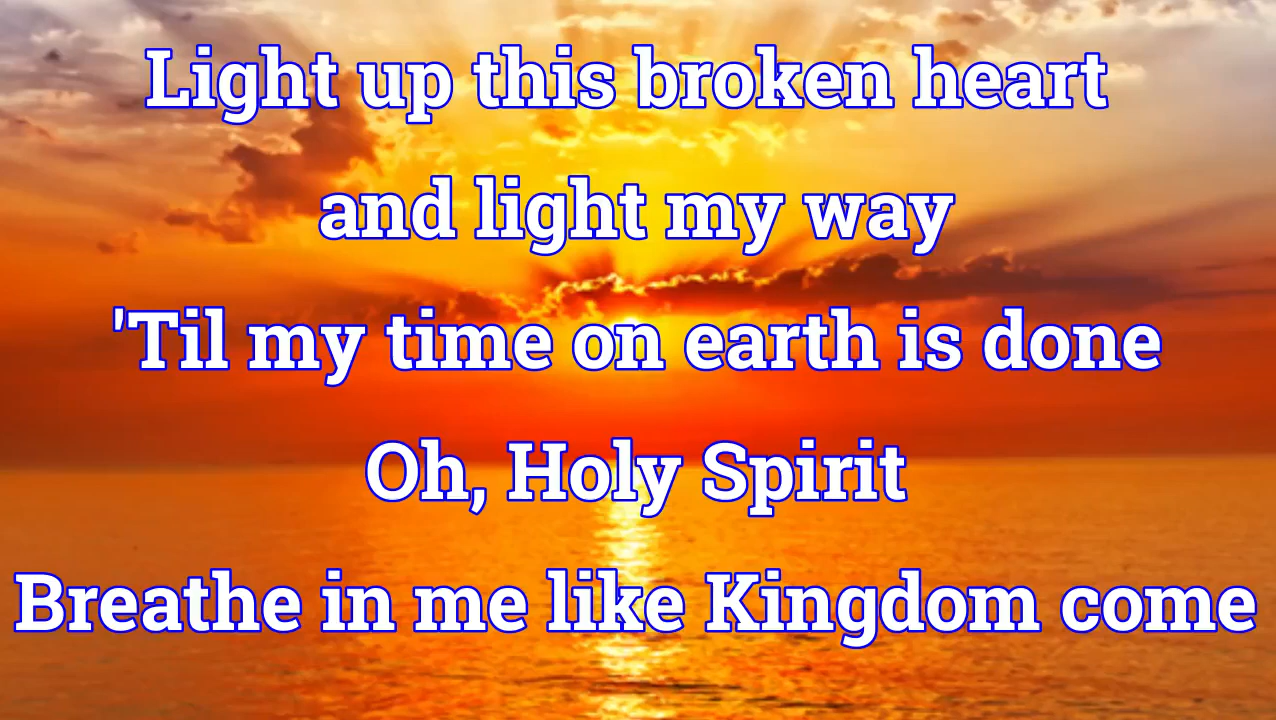 Light up this broken heart
and light my way
'Til my time on earth is done
Oh, Holy Spirit
Breathe in me like Kingdom come